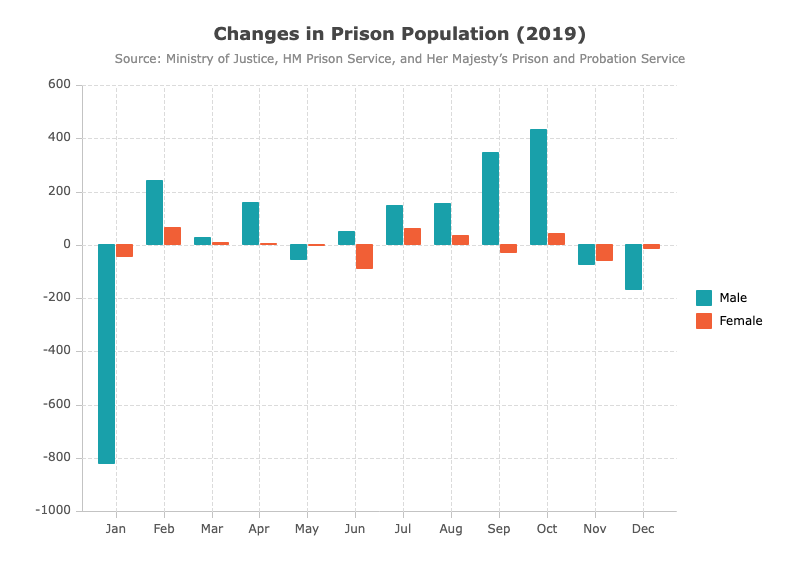 Changes in Prison Population (2019)
Source: Ministry of Justice, HM Prison Service, and Her Majesty’s Prison and Probation Service
600
400
200
0
-200
-400
-600
-800
-1000
Jan Feb Mar Apr May Jun Jul Aug Sep Oct Nov Dec
Male
Female